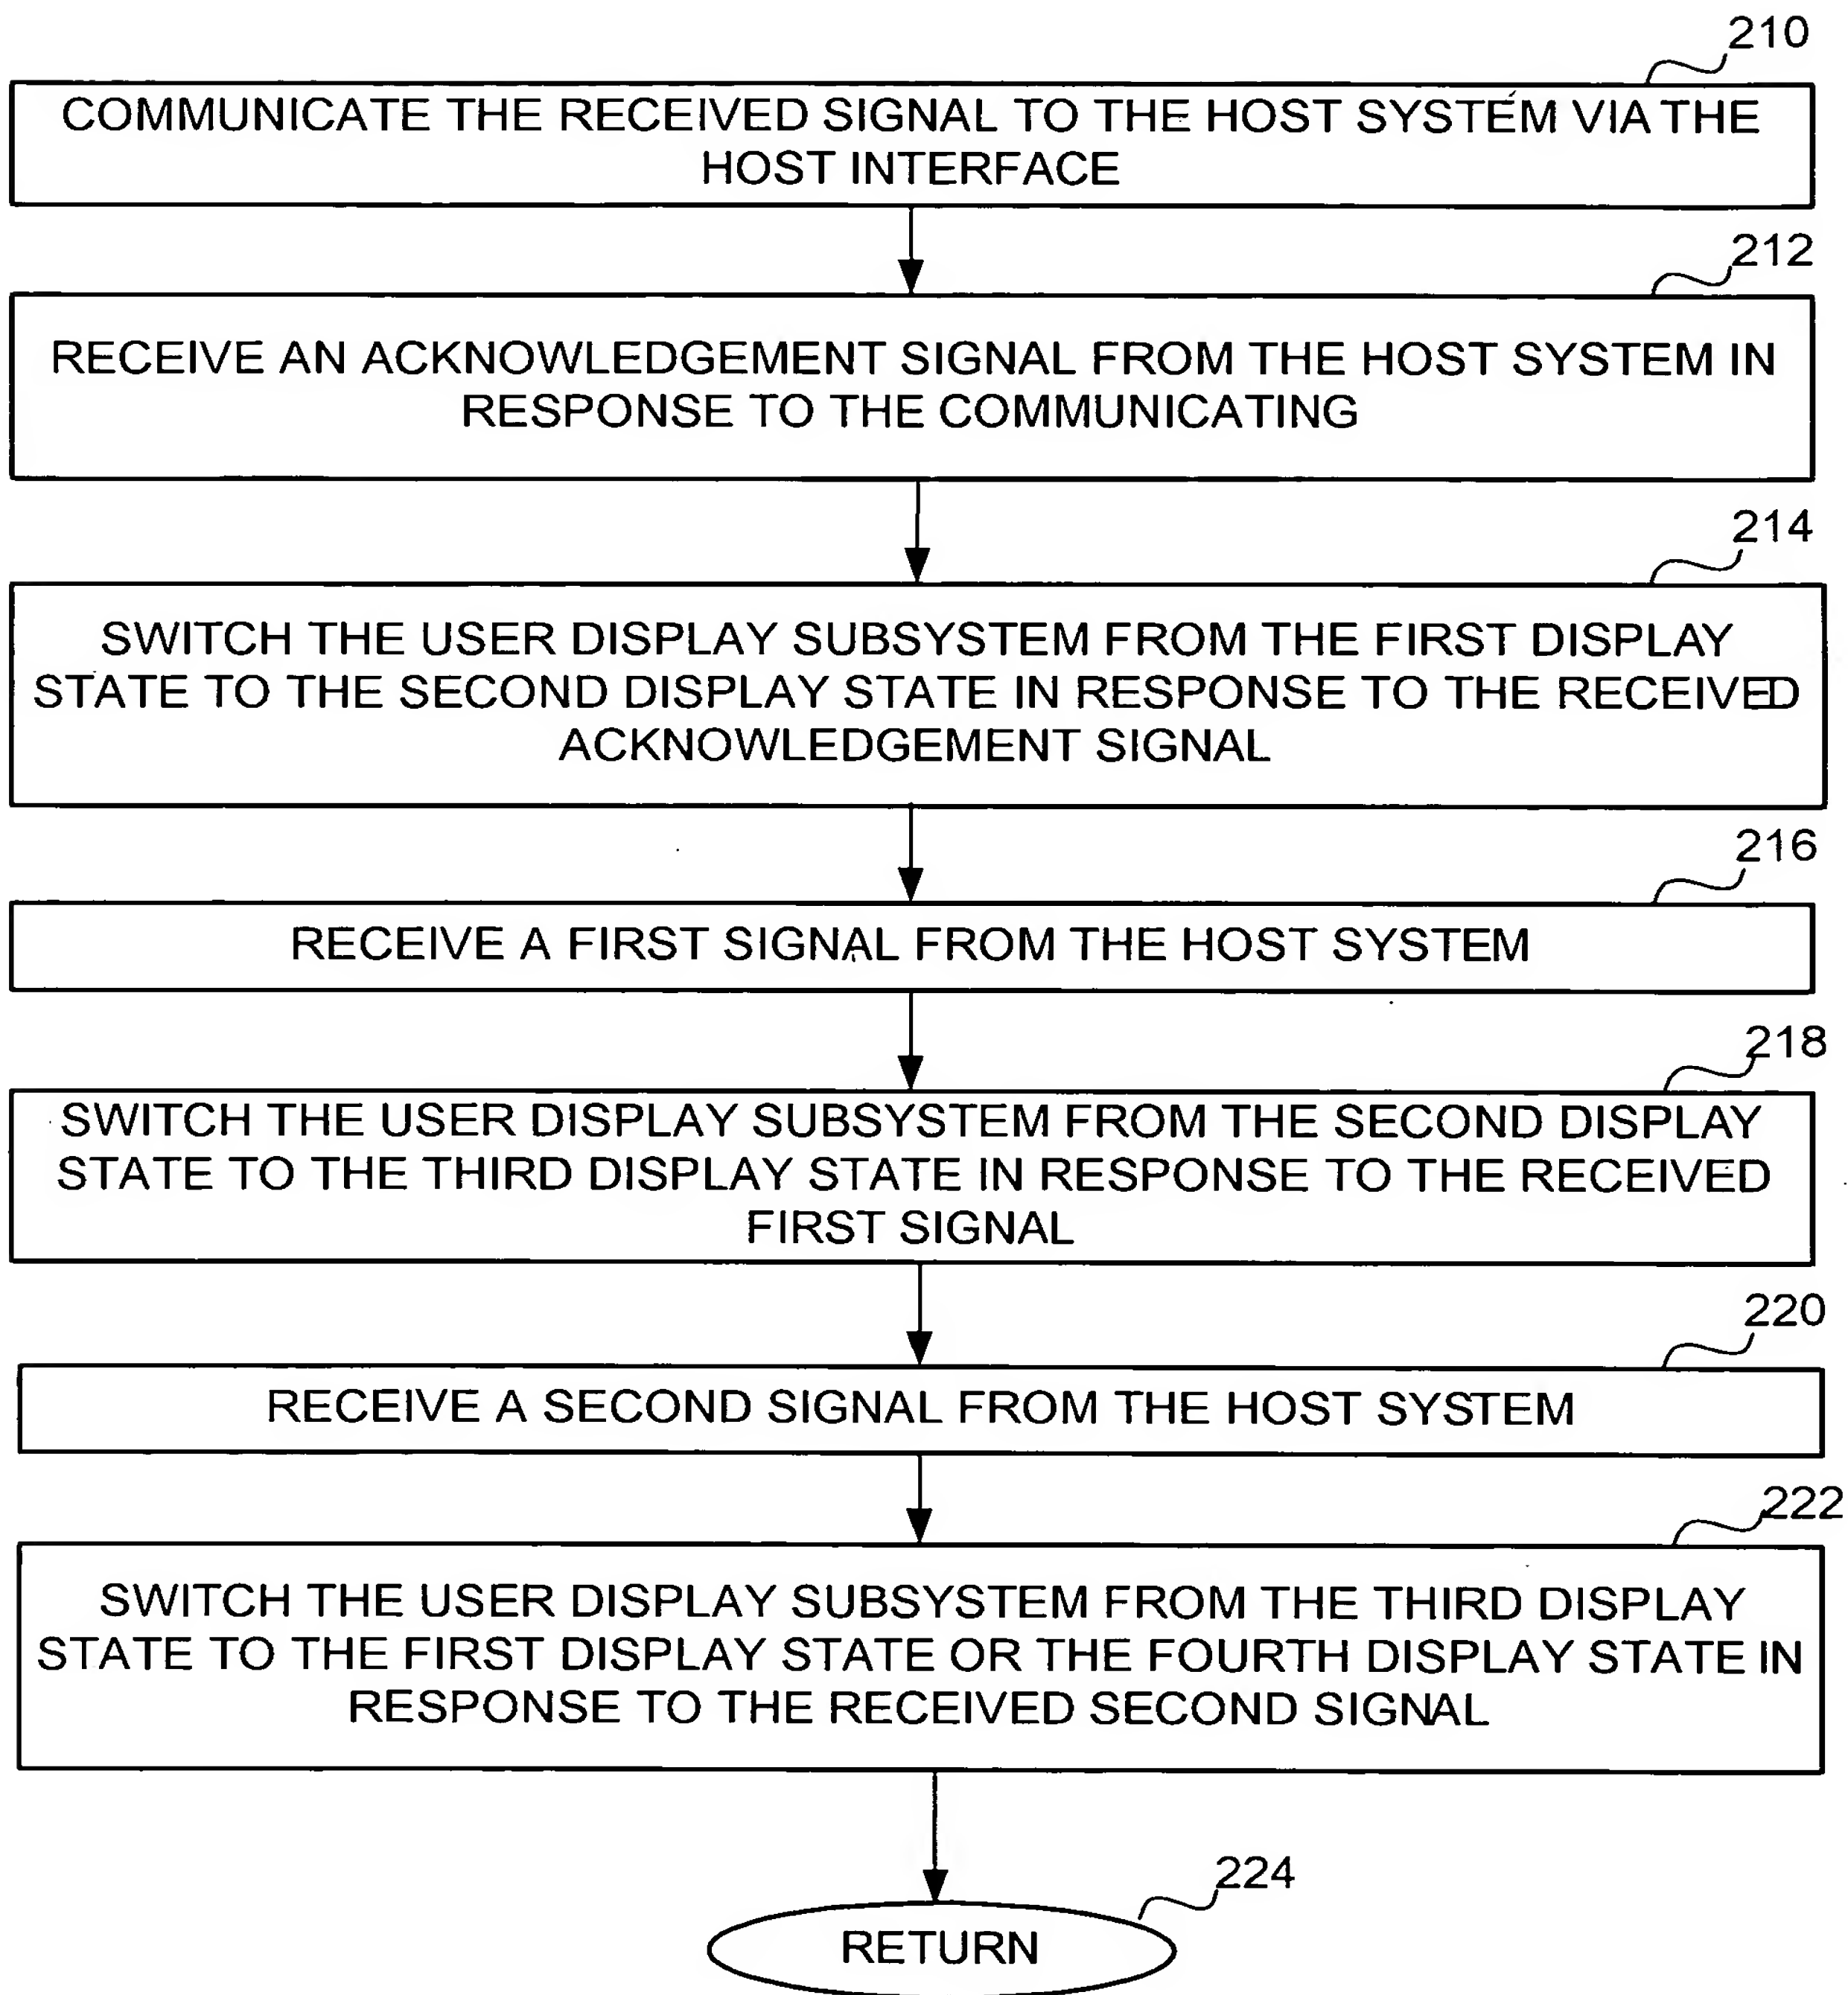 210
COMMUNICATE THE RECEIVED SIGNAL TO THE HOST SYSTEM VIA THE
HOST INTERFACE
212
RECEIVE AN ACKNOWLEDGEMENT SIGNAL FROM THE HOST SYSTEM IN
RESPONSE TO THE COMMUNICATING
214
SWITCH THE USER DISPLAY SUBSYSTEM FROM THE FIRST DISPLAY
STATE TO THE SECOND DISPLAY STATE IN RESPONSE TO THE RECEIVED
ACKNOWLEDGEMENT SIGNAL
216
RECEIVE A FIRST SIGNAL FROM THE HOST SYSTEM
218
SWITCH THE USER DISPLAY SUBSYSTEM FROM THE SECOND DISPLAY
STATE TO THE THIRD DISPLAY STATE IN RESPONSE TO THE RECEIVED
FIRST SIGNAL
220
RECEIVE A SECOND SIGNAL FROM THE HOST SYSTEM
222
SWITCH THE USER DISPLAY SUBSYSTEM FROM THE THIRD DISPLAY
STATE TO THE FIRST DISPLAY STATE OR THE FOURTH DISPLAY STATE IN
RESPONSE TO THE RECEIVED SECOND SIGNAL
224
RETURN